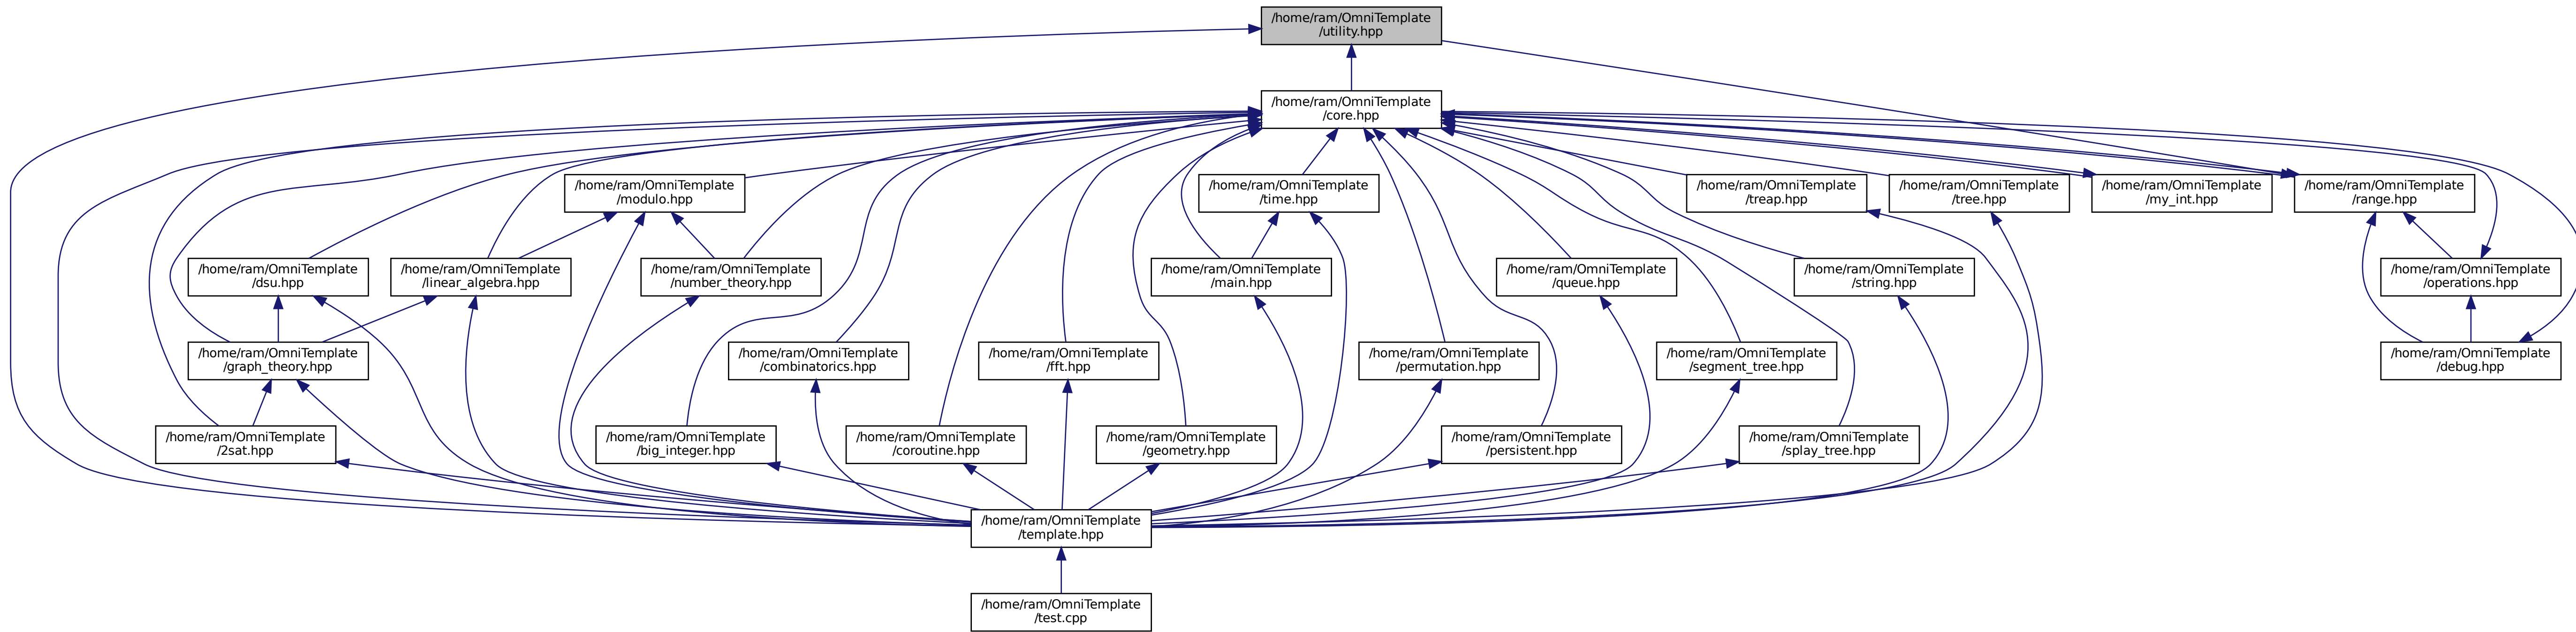 /home/ram/OmniTemplate
/utility.hpp
/home/ram/OmniTemplate
/core.hpp
/home/ram/OmniTemplate
/modulo.hpp
/home/ram/OmniTemplate
/time.hpp
/home/ram/OmniTemplate
/treap.hpp
/home/ram/OmniTemplate
/tree.hpp
/home/ram/OmniTemplate
/my_int.hpp
/home/ram/OmniTemplate
/range.hpp
/home/ram/OmniTemplate
/dsu.hpp
/home/ram/OmniTemplate
/linear_algebra.hpp
/home/ram/OmniTemplate
/number_theory.hpp
/home/ram/OmniTemplate
/main.hpp
/home/ram/OmniTemplate
/queue.hpp
/home/ram/OmniTemplate
/string.hpp
/home/ram/OmniTemplate
/operations.hpp
/home/ram/OmniTemplate
/graph_theory.hpp
/home/ram/OmniTemplate
/combinatorics.hpp
/home/ram/OmniTemplate
/fft.hpp
/home/ram/OmniTemplate
/permutation.hpp
/home/ram/OmniTemplate
/segment_tree.hpp
/home/ram/OmniTemplate
/debug.hpp
/home/ram/OmniTemplate
/2sat.hpp
/home/ram/OmniTemplate
/big_integer.hpp
/home/ram/OmniTemplate
/coroutine.hpp
/home/ram/OmniTemplate
/geometry.hpp
/home/ram/OmniTemplate
/persistent.hpp
/home/ram/OmniTemplate
/splay_tree.hpp
/home/ram/OmniTemplate
/template.hpp
/home/ram/OmniTemplate
/test.cpp